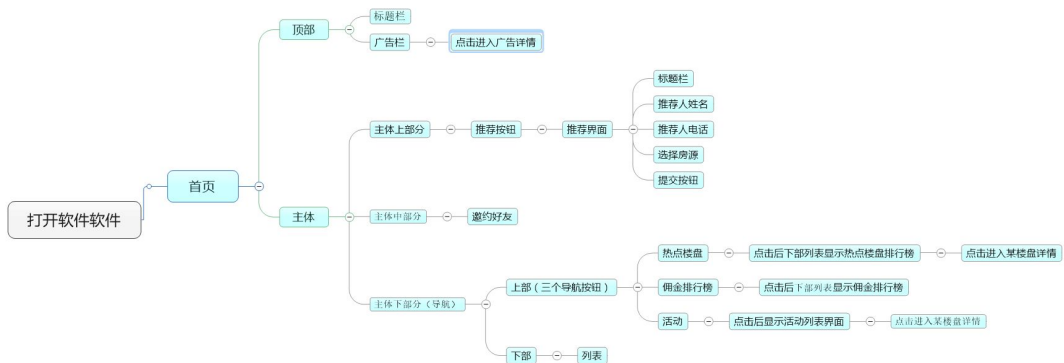 打开软件软件
首页
顶部
标题栏
广告栏
点击进入广告详情
主体
主体上部分
推荐按钮
推荐界面
标题栏
推荐人姓名
推荐人电话
选择房源
提交按钮
主体中部分
邀约好友
主体下部分（导航）
上部（三个导航按钮）
热点楼盘
点击后下部列表显示热点楼盘排行榜
点击进入某楼盘详情
佣金排行榜
点击后下部列表显示佣金排行榜
活动
点击后显示活动列表界面
点击进入某楼盘详情
下部
列表